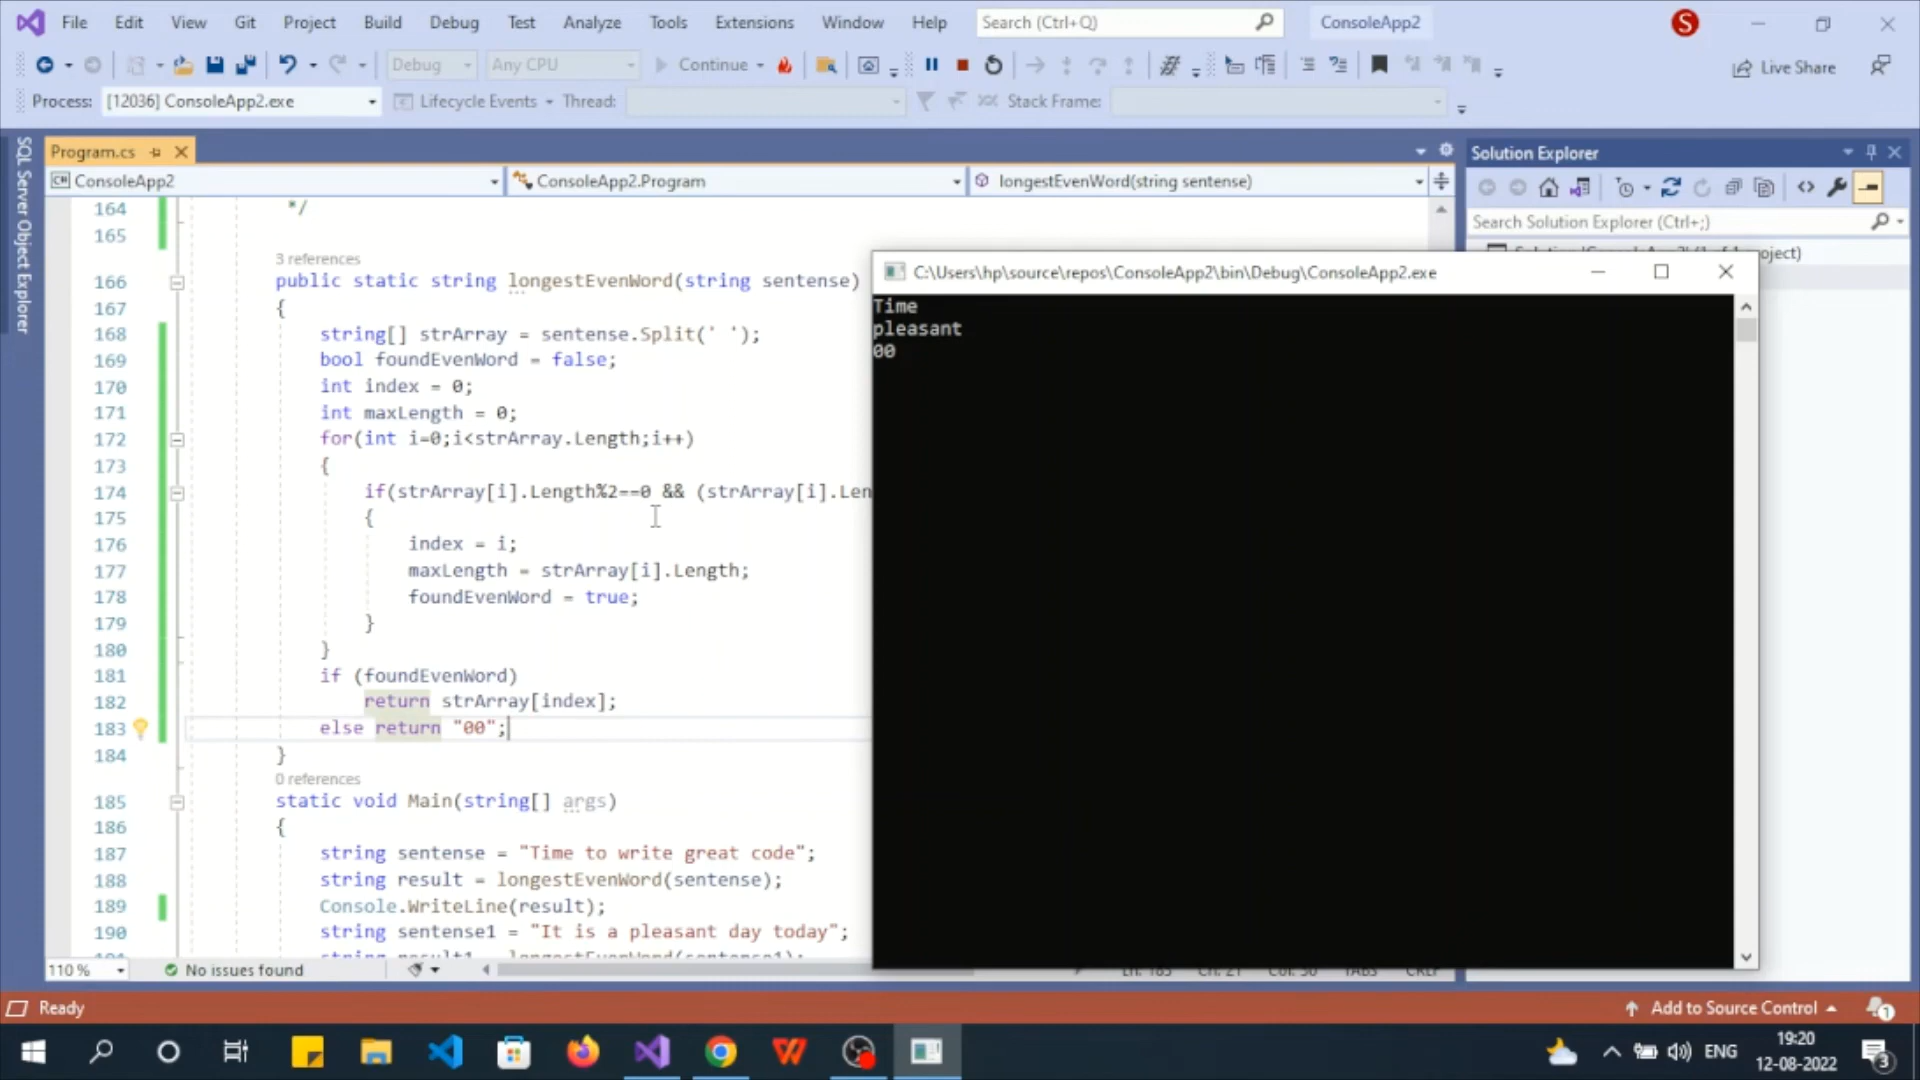 File Edit View Git Project Build Debug Test Analyze Tools Extensions Window Help Search (Ctrl+Q) ConsoleApp2 S
Debug Any CPU Continue Live Share
Process: [12036] ConsoleApp2.exe Lifecycle Events Thread: Stack Frame:
SQL Server Object Explorer
Program.cs
Solution Explorer
ConsoleApp2 ConsoleApp2.Program longestEvenWord(string sentense)
Search Solution Explorer (Ctrl+;)
164 */
165
3 references
166 public static string longestEvenWord(string sentense)
167 {
168 string[] strArray = sentense.Split(' ');
169 bool foundEvenWord = false;
170 int index = 0;
171 int maxLength = 0;
172 for(int i=0;i<strArray.Length;i++)
173 {
174 if(strArray[i].Length%2==0 && (strArray[i].Len
175 {
176 index = i;
177 maxLength = strArray[i].Length;
178 foundEvenWord = true;
179 }
180 }
181 if (foundEvenWord)
182 return strArray[index];
183 else return "00";
184 }
0 references
185 static void Main(string[] args)
186 {
187 string sentense = "Time to write great code";
188 string result = longestEvenWord(sentense);
189 Console.WriteLine(result);
190 string sentense1 = "It is a pleasant day today";
C:\Users\hp\source\repos\ConsoleApp2\bin\Debug\ConsoleApp2.exe
Time
pleasant
00
110 % No issues found
Ready Add to Source Control 1
ENG 19:20
12-08-2022 3